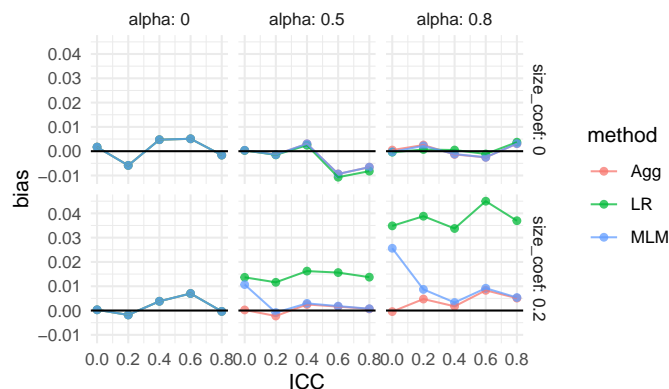 alpha: 0 alpha: 0.5 alpha: 0.8
0.04
0.03
0.02
0.01
0.00
−0.01
size_coef: 0
0.04
0.03
0.02
0.01
0.00
−0.01
size_coef: 0.2
0.0 0.2 0.4 0.6 0.8 0.0 0.2 0.4 0.6 0.8 0.0 0.2 0.4 0.6 0.8
ICC
bias
method
Agg
LR
MLM